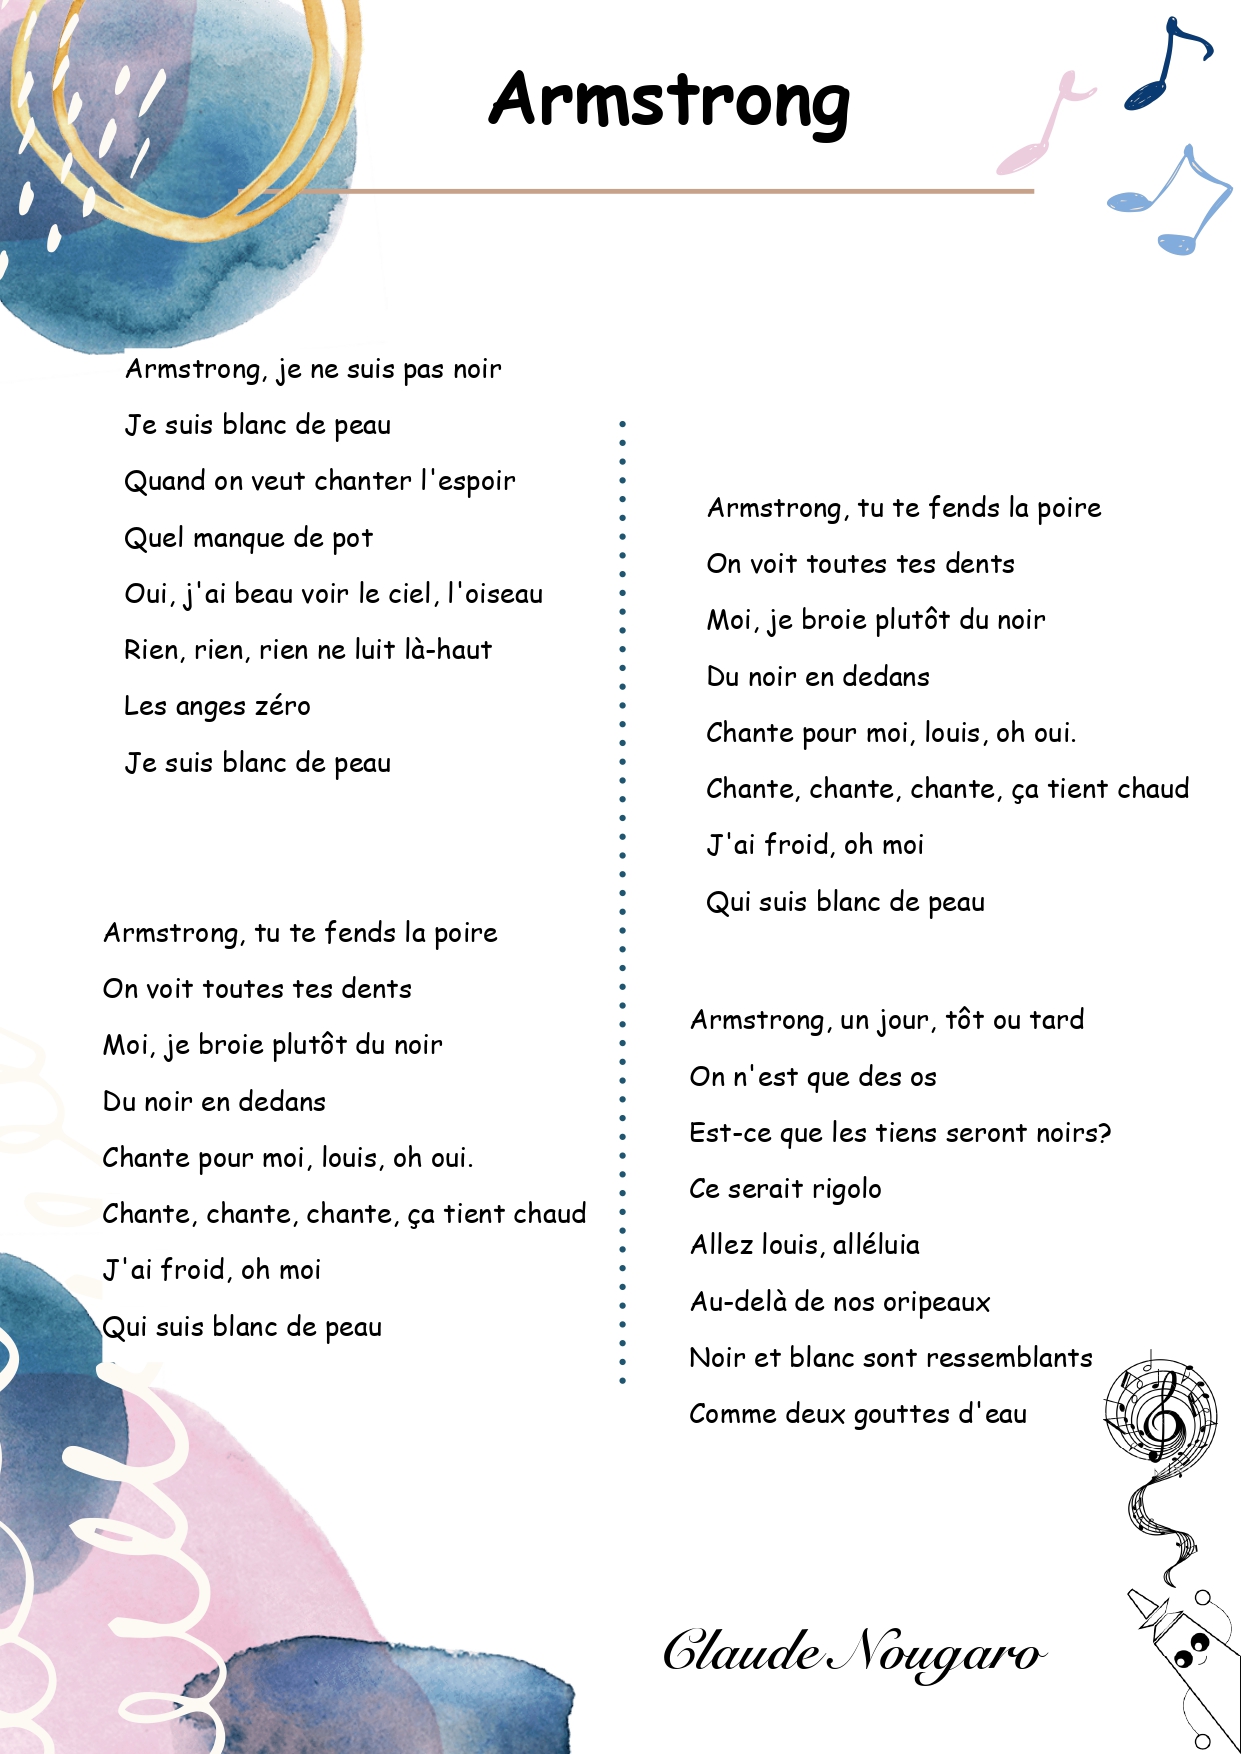 Armstrong
Armstrong, je ne suis pas noir
Je suis blanc de peau
Quand on veut chanter l'espoir
Quel manque de pot
Oui, j'ai beau voir le ciel, l'oiseau
Rien, rien, rien ne luit là-haut
Les anges zéro
Je suis blanc de peau
Armstrong, tu te fends la poire
On voit toutes tes dents
Moi, je broie plutôt du noir
Du noir en dedans
Chante pour moi, louis, oh oui.
Chante, chante, chante, ça tient chaud
J'ai froid, oh moi
Qui suis blanc de peau
Armstrong, tu te fends la poire
On voit toutes tes dents
Moi, je broie plutôt du noir
Du noir en dedans
Chante pour moi, louis, oh oui.
Chante, chante, chante, ça tient chaud
J'ai froid, oh moi
Qui suis blanc de peau
Armstrong, un jour, tôt ou tard
On n'est que des os
Est-ce que les tiens seront noirs?
Ce serait rigolo
Allez louis, alléluia
Au-delà de nos oripeaux
Noir et blanc sont ressemblants
Comme deux gouttes d'eau
Claude Nougaro